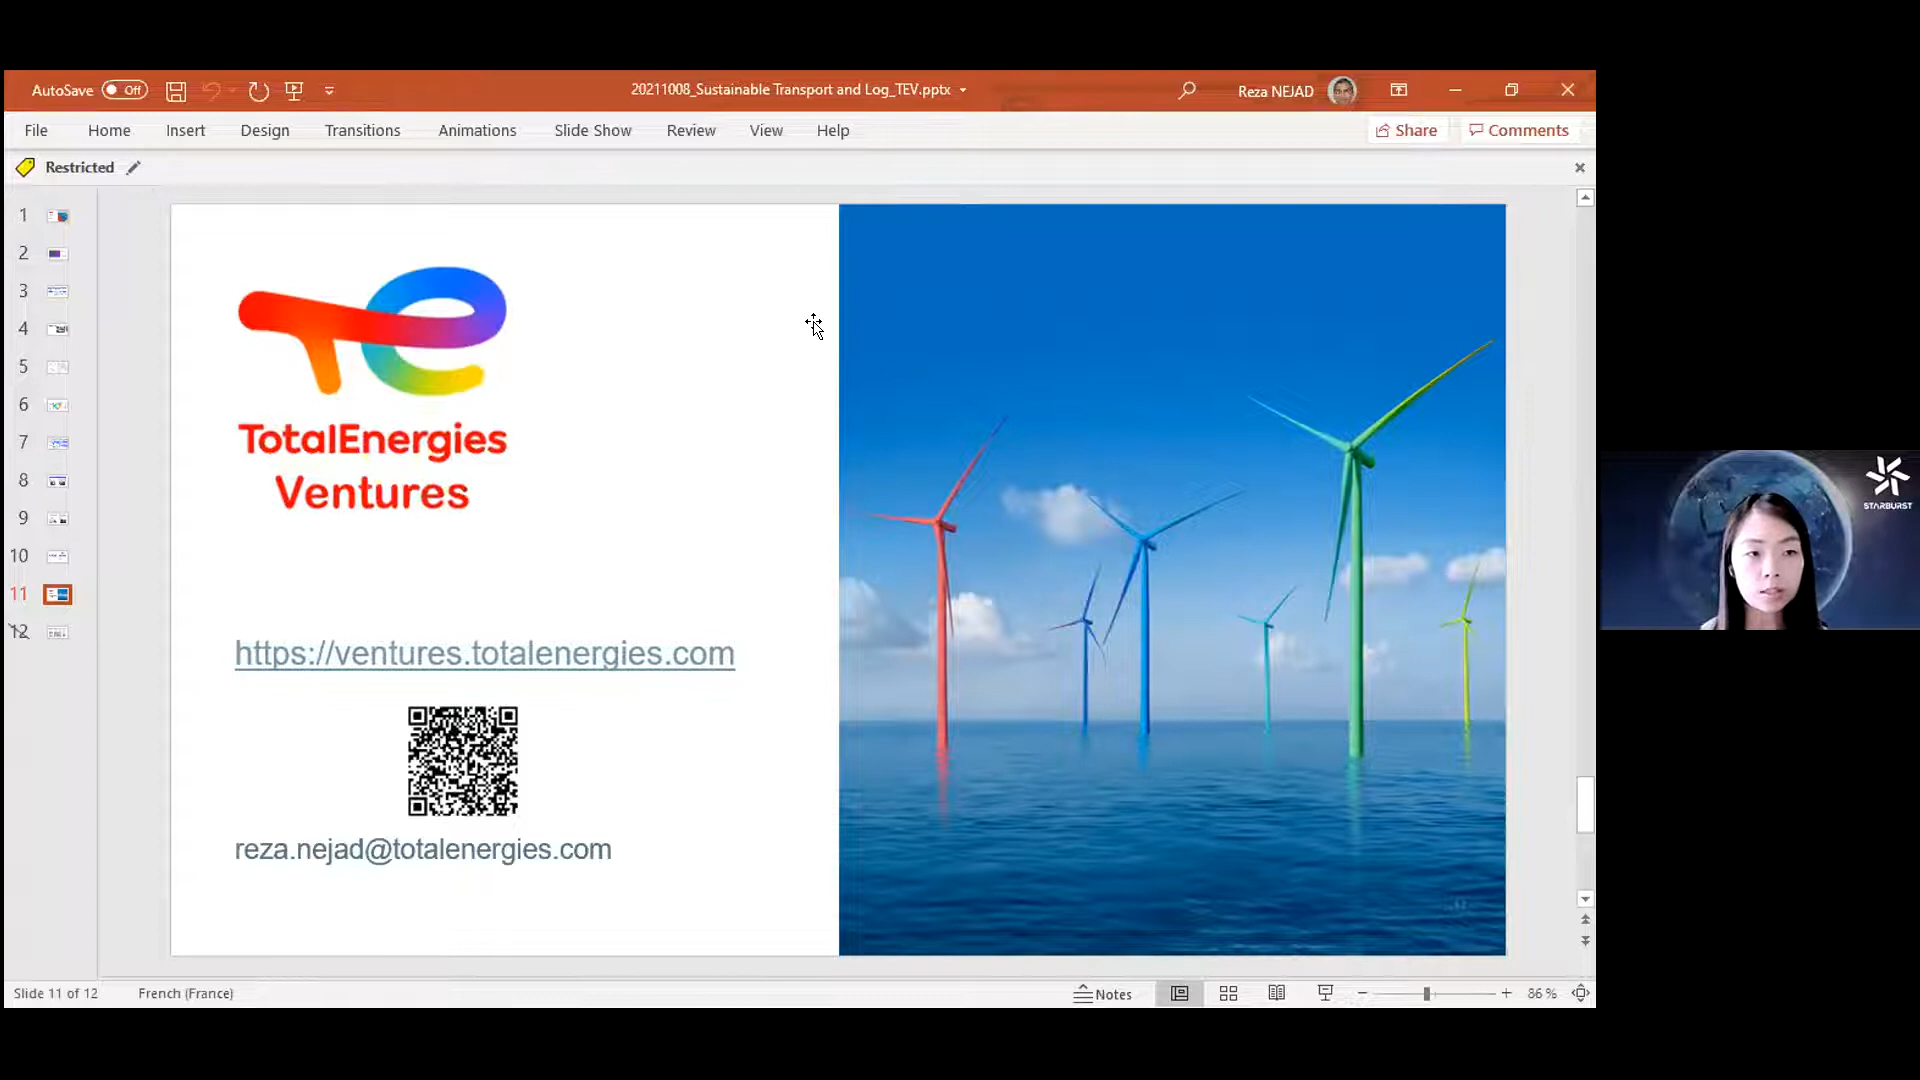 AutoSave Off
20211008_Sustainable Transport and Log_TEV.pptx
Reza NEJAD
File Home Insert Design Transitions Animations Slide Show Review View Help
Share Comments
Restricted
1
2
3
4
5
6
7
8
9
10
11
12
TotalEnergies
Ventures
https://ventures.totalenergies.com
reza.nejad@totalenergies.com
STARBURST
Slide 11 of 12 French (France)
Notes 86 %